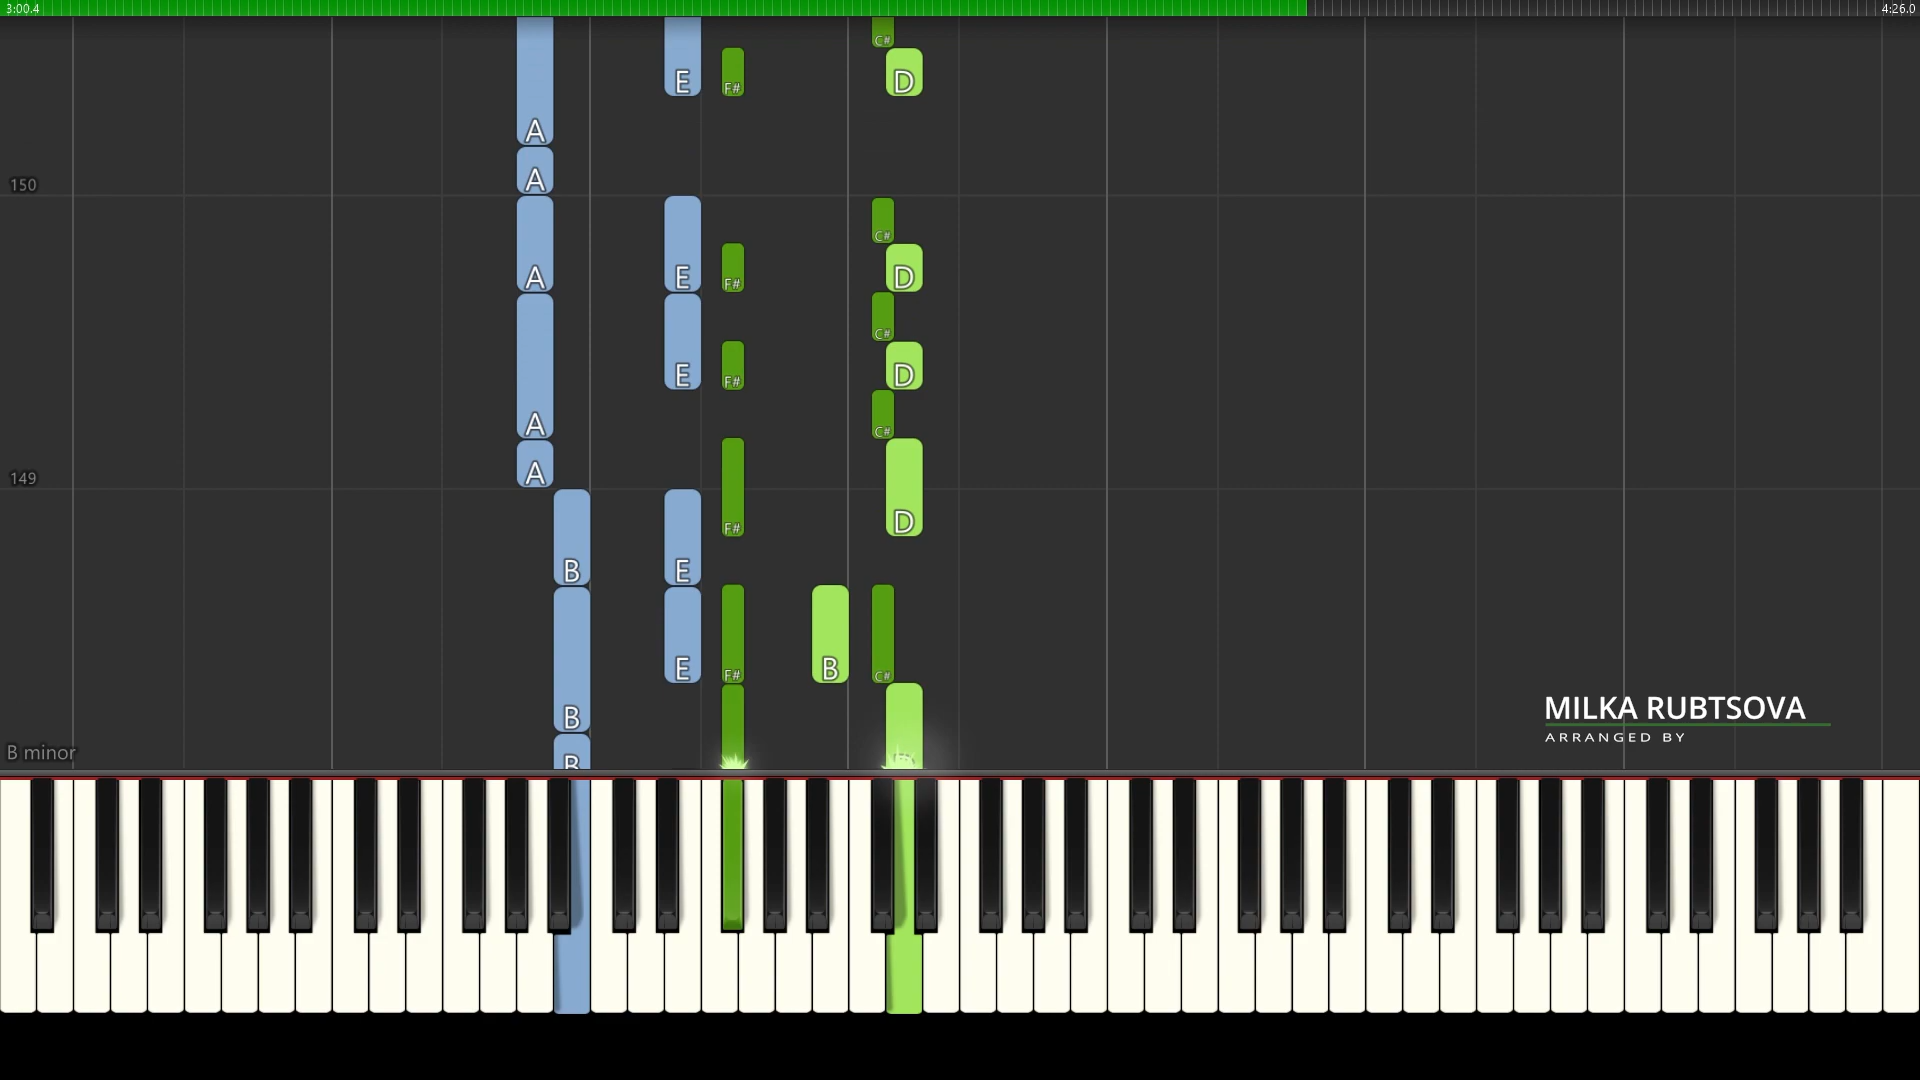 3:00.4 4:26.0
C#
E F# D
A
A
150
C#
A E F# D
C#
E F# D
A C#
A
149
F# D
B E
B
E F# B C#
B
MILKA RUBTSOVA
ARRANGED BY
B minor
B